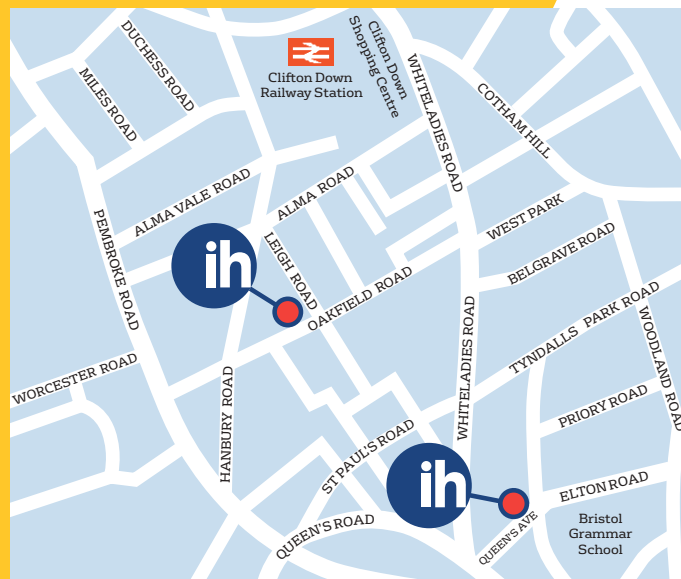 DUCHESS ROAD
MILES ROAD
Clifton Down
Railway Station
Clifton Down
Shopping Centre
WHITELADIES ROAD
COTHAM HILL
ALMA VALE ROAD
ALMA ROAD
PEMBROKE ROAD
ih
LEIGH ROAD
OAKFIELD ROAD
WEST PARK
BELGRAVE ROAD
TYNDALLS PARK ROAD
WOODLAND ROAD
WORCESTER ROAD
HANBURY ROAD
WHITELADIES ROAD
PRIORY ROAD
ST PAUL'S ROAD
ih
ELTON ROAD
QUEEN'S ROAD
QUEEN'S AVE
Bristol
Grammar
School